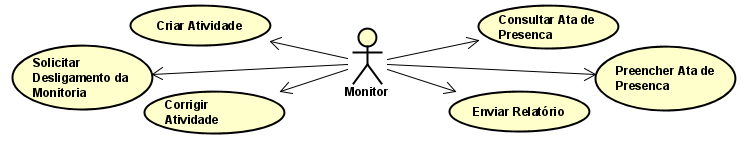 Criar Atividade
Consultar Ata de
Presenca
Solicitar
Desligamento da
Monitoria
Preencher Ata de
Presenca
Monitor
Corrigir
Atividade
Enviar Relatório